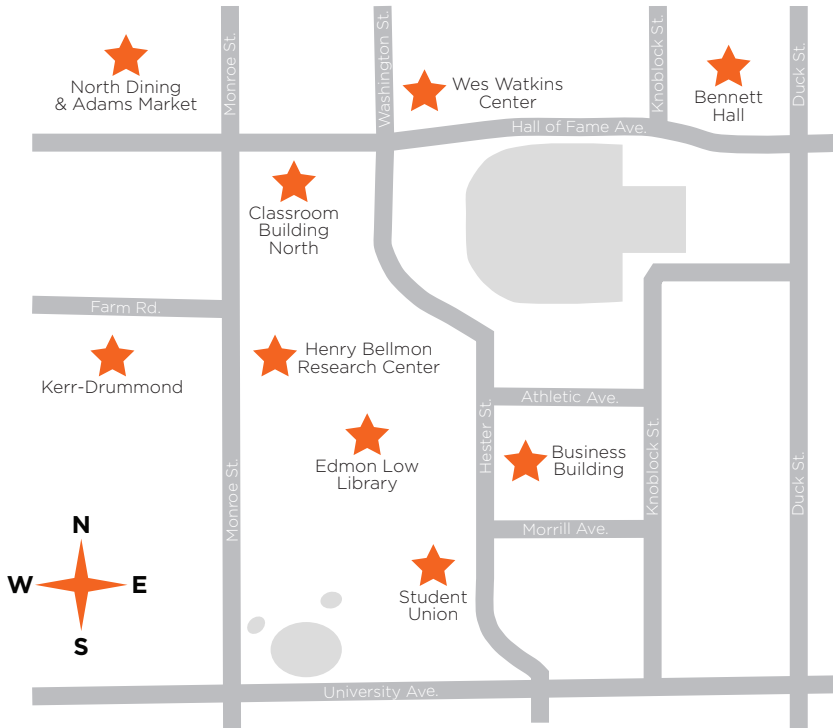 Monroe St.
Washington St.
Knoblock St.
Duck St.
North Dining
& Adams Market
Wes Watkins
Center
Bennett
Hall
Hall of Fame Ave.
Classroom
Building
North
Farm Rd.
Kerr-Drummond
Henry Bellmon
Research Center
Athletic Ave.
Hester St.
Edmon Low
Library
Business
Building
Knoblock St.
Duck St.
Monroe St.
Morrill Ave.
N
W
E
S
Student
Union
University Ave.